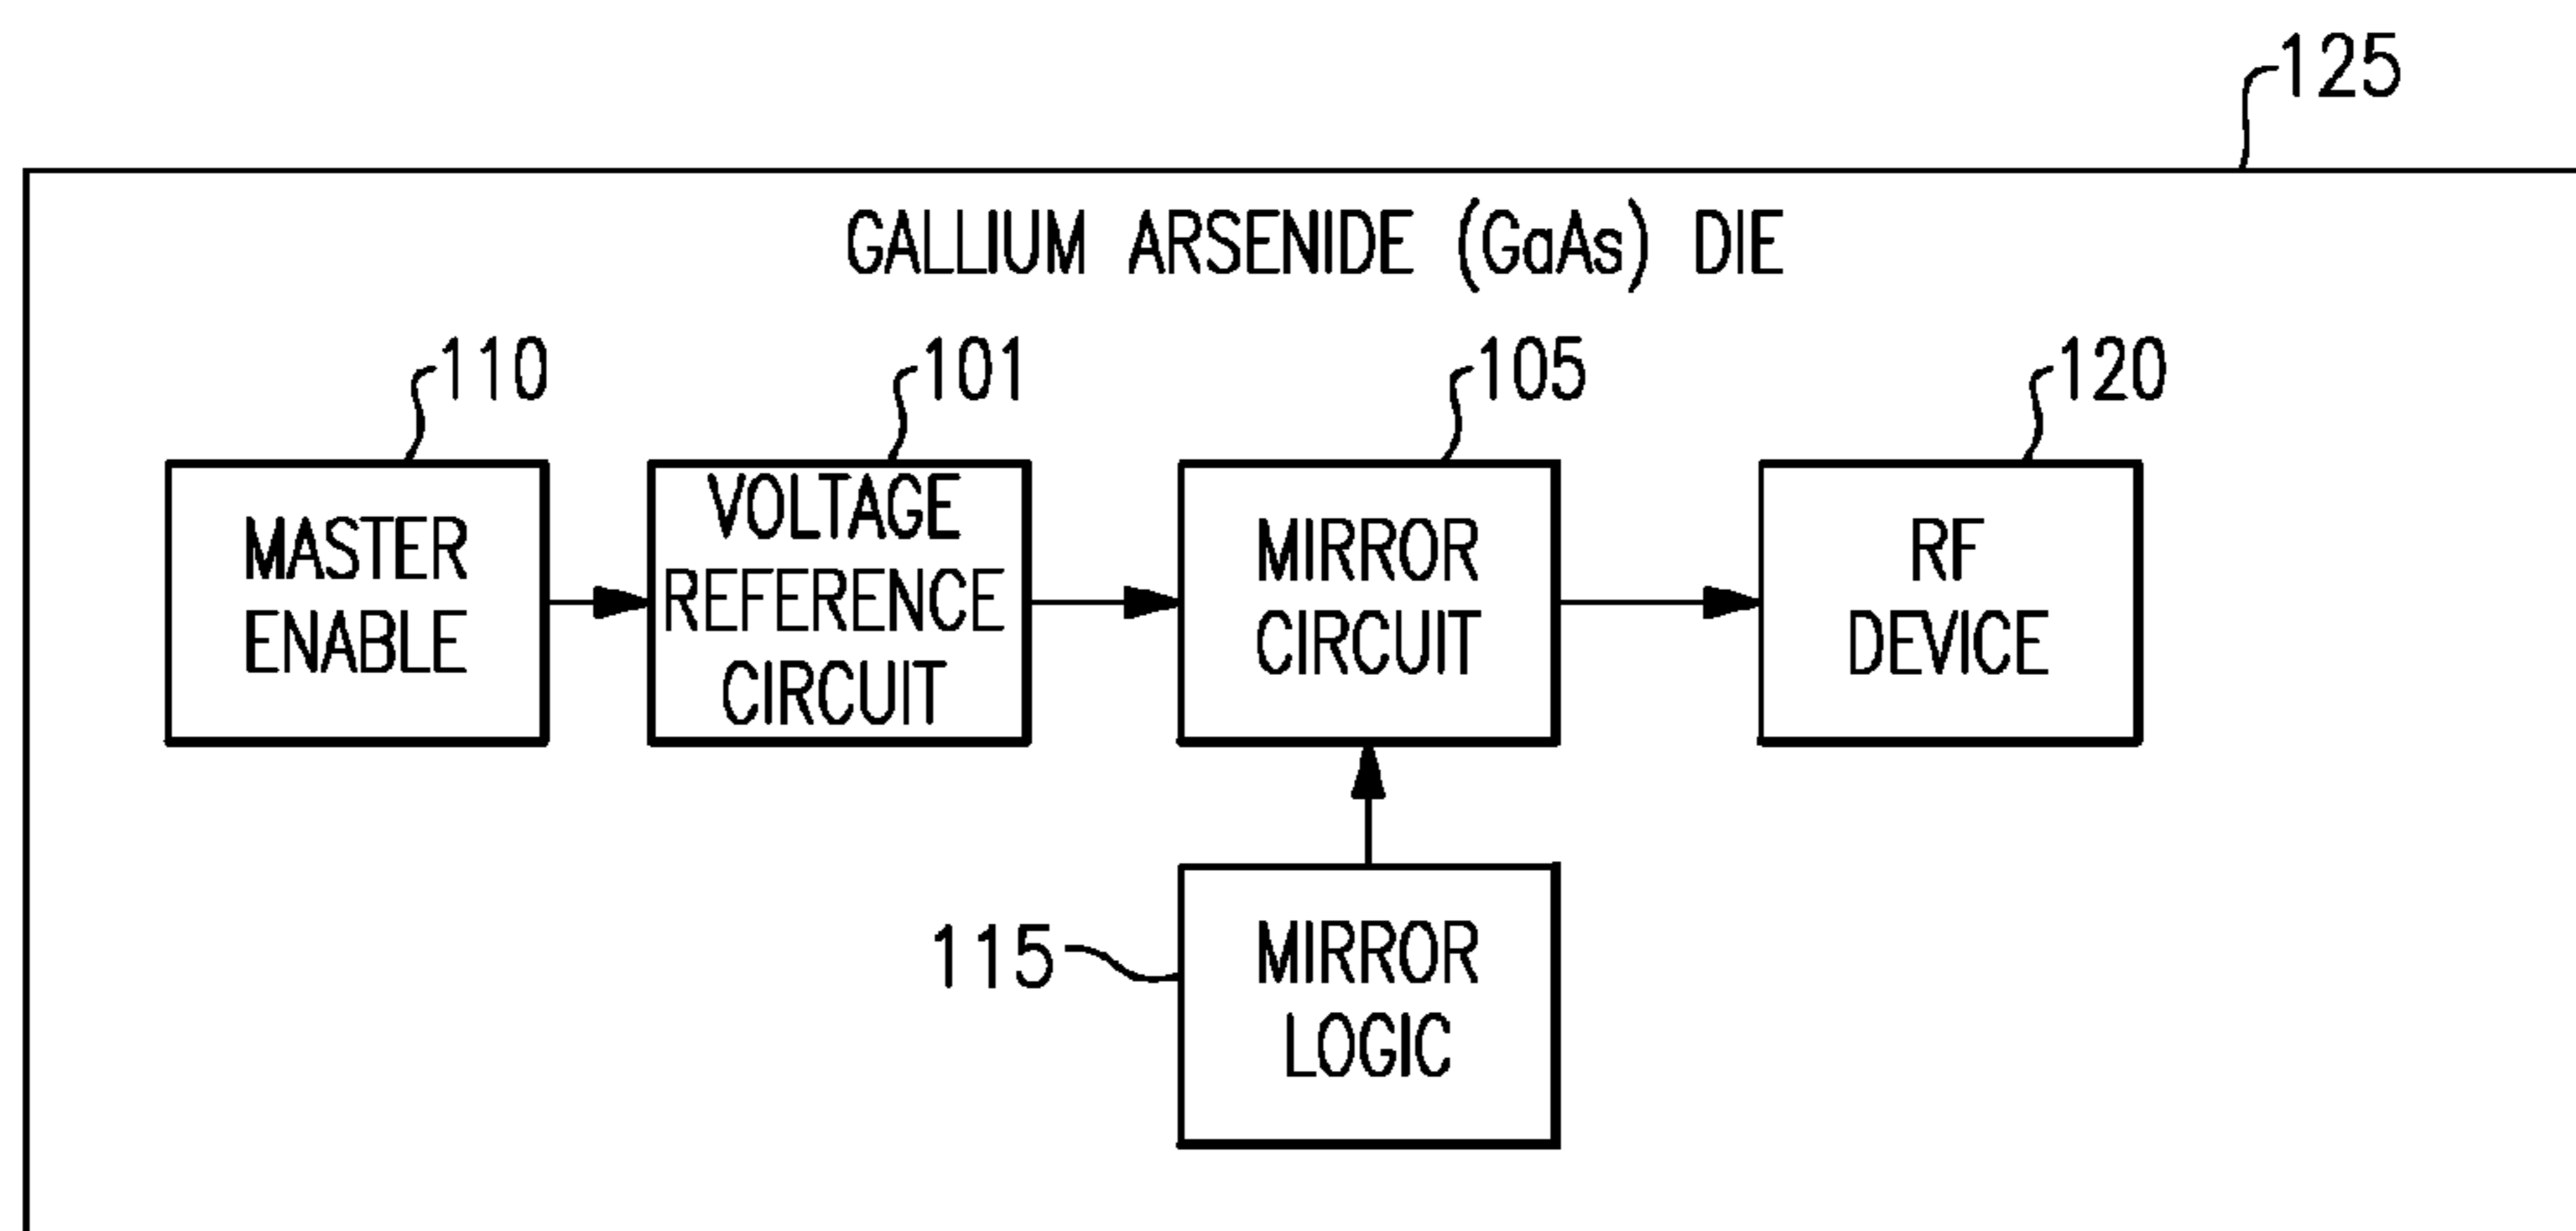 125
GALLIUM ARSENIDE (GaAs) DIE
110
101
105
120
MASTER
ENABLE
VOLTAGE
REFERENCE
CIRCUIT
MIRROR
CIRCUIT
RF
DEVICE
115
MIRROR
LOGIC